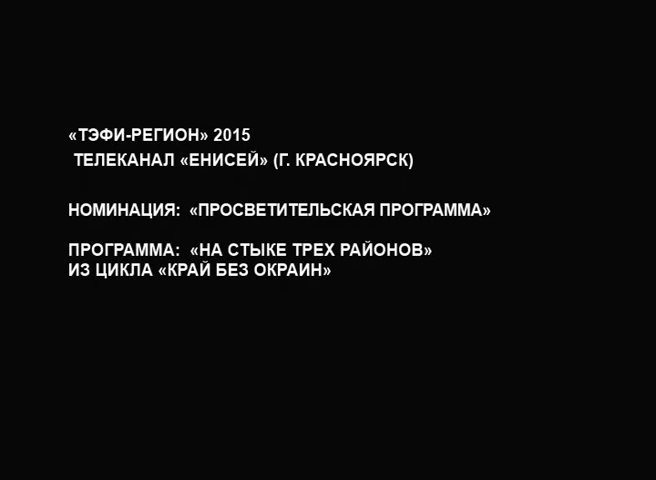 «ТЭФИ-РЕГИОН» 2015
ТЕЛЕКАНАЛ «ЕНИСЕЙ» (Г. КРАСНОЯРСК)
НОМИНАЦИЯ: «ПРОСВЕТИТЕЛЬСКАЯ ПРОГРАММА»
ПРОГРАММА: «НА СТЫКЕ ТРЕХ РАЙОНОВ»
ИЗ ЦИКЛА «КРАЙ БЕЗ ОКРАИН»